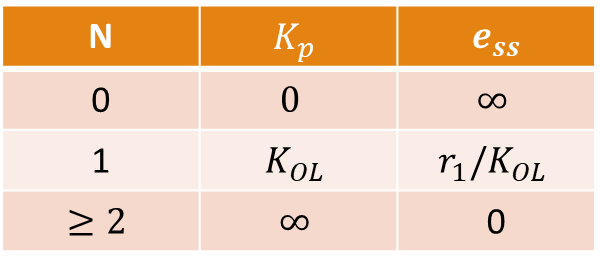 N K_p e_ss
0 0 ∞
1 K_OL r_1/K_OL
≥ 2 ∞ 0